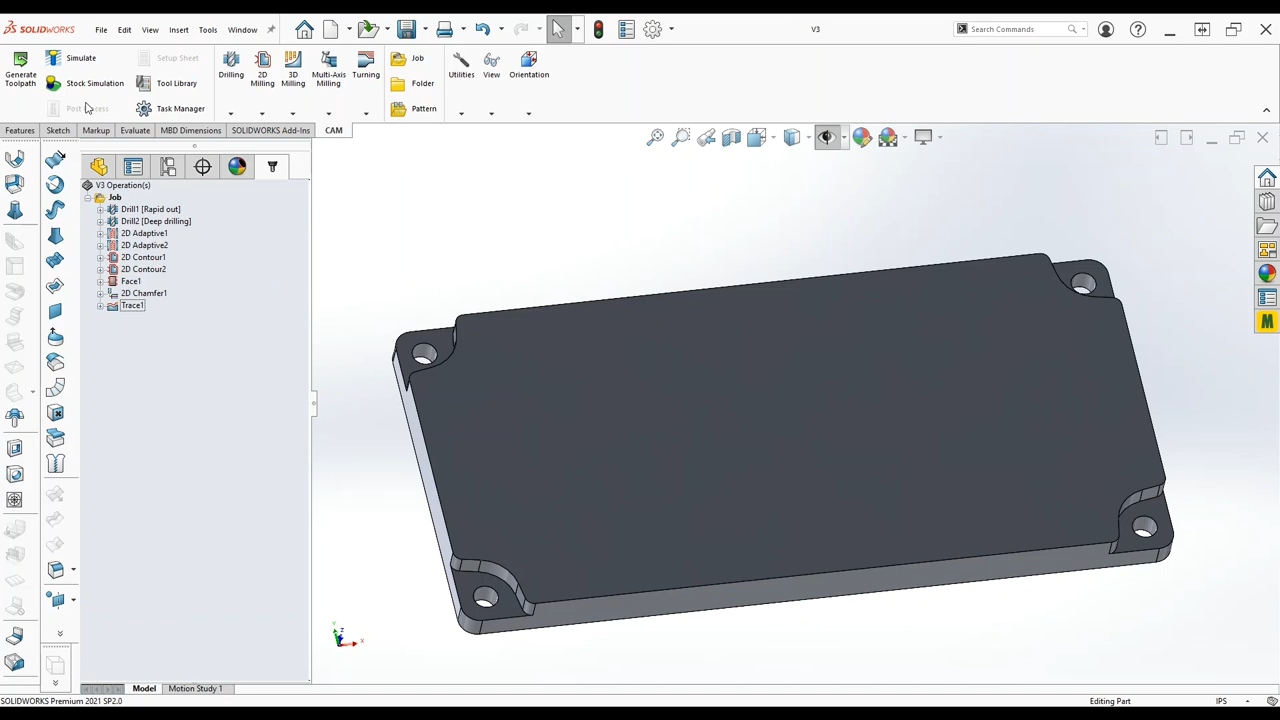 SOLIDWORKS File Edit View Insert Tools Window V3 Search Commands
Generate Toolpath
Simulate
Stock Simulation
Setup Sheet
Tool Library
Task Manager
Drilling
2D Milling
3D Milling
Multi-Axis Milling
Turning
Job
Folder
Pattern
Utilities
View
Orientation
Features Sketch Markup Evaluate MBD Dimensions SOLIDWORKS Add-Ins CAM
V3 Operation(s)
Job
Drill1 [Rapid out]
Drill2 [Deep drilling]
2D Adaptive1
2D Adaptive2
2D Contour1
2D Contour2
Face1
2D Chamfer1
Trace1
Y
Z
X
M
Model Motion Study 1
SOLIDWORKS Premium 2021 SP2.0 Editing Part IPS